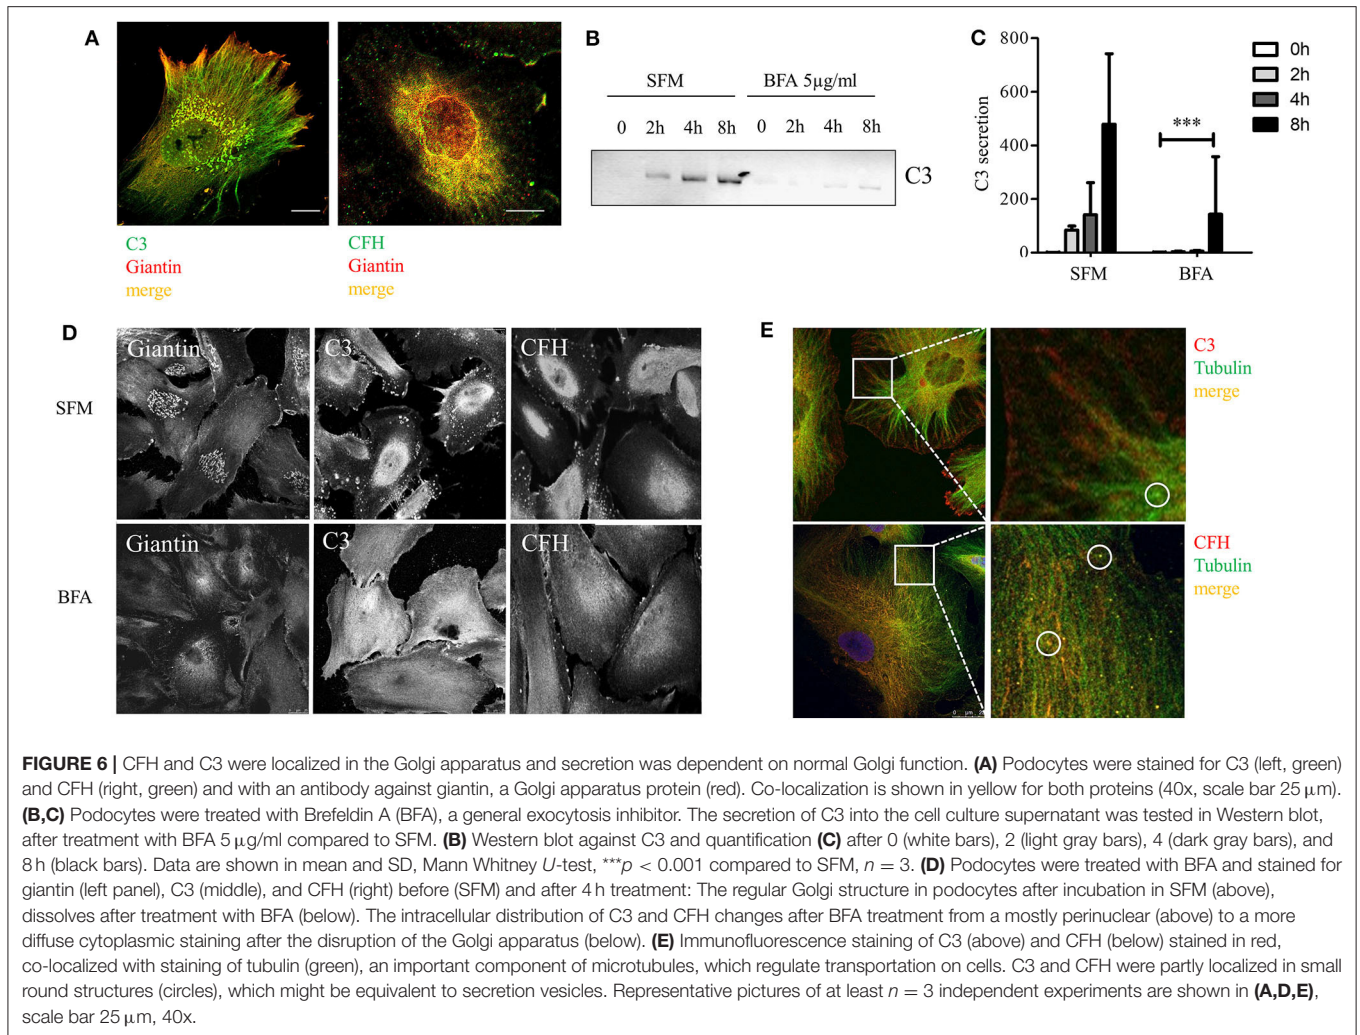 A
C3
Giantin
merge
CFH
Giantin
merge
B
SFM
BFA 5µg/ml
0 2h 4h 8h 0 2h 4h 8h
C3
C
C3 secretion
800
600
400
200
0
***
SFM
BFA
0h
2h
4h
8h
D
SFM
Giantin
C3
CFH
BFA
Giantin
C3
CFH
E
C3
Tubulin
merge
CFH
Tubulin
merge
FIGURE 6 | CFH and C3 were localized in the Golgi apparatus and secretion was dependent on normal Golgi function. (A) Podocytes were stained for C3 (left, green)
and CFH (right, green) and with an antibody against giantin, a Golgi apparatus protein (red). Co-localization is shown in yellow for both proteins (40x, scale bar 25 µm).
(B,C) Podocytes were treated with Brefeldin A (BFA), a general exocytosis inhibitor. The secretion of C3 into the cell culture supernatant was tested in Western blot,
after treatment with BFA 5 µg/ml compared to SFM. (B) Western blot against C3 and quantification (C) after 0 (white bars), 2 (light gray bars), 4 (dark gray bars), and
8 h (black bars). Data are shown in mean and SD, Mann Whitney U-test, ***p < 0.001 compared to SFM, n = 3. (D) Podocytes were treated with BFA and stained for
giantin (left panel), C3 (middle), and CFH (right) before (SFM) and after 4 h treatment: The regular Golgi structure in podocytes after incubation in SFM (above),
dissolves after treatment with BFA (below). The intracellular distribution of C3 and CFH changes after BFA treatment from a mostly perinuclear (above) to a more
diffuse cytoplasmic staining after the disruption of the Golgi apparatus (below). (E) Immunofluorescence staining of C3 (above) and CFH (below) stained in red,
co-localized with staining of tubulin (green), an important component of microtubules, which regulate transportation on cells. C3 and CFH were partly localized in small
round structures (circles), which might be equivalent to secretion vesicles. Representative pictures of at least n = 3 independent experiments are shown in (A,D,E),
scale bar 25 µm, 40x.